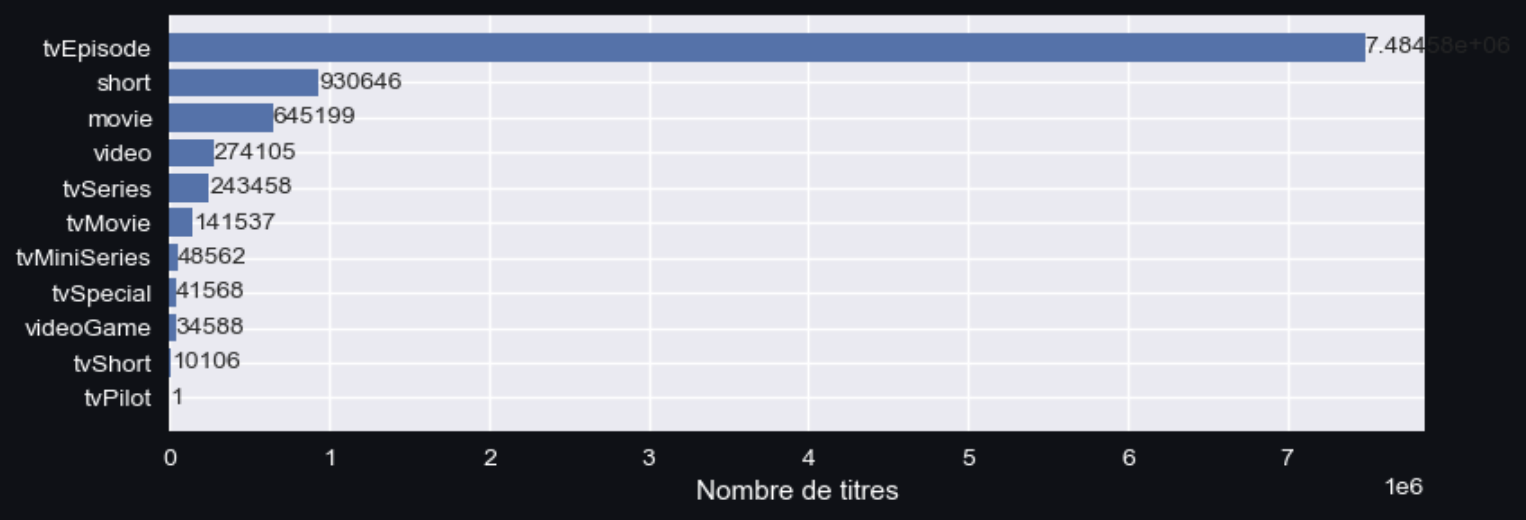 tvEpisode 7.48458e+06
short 930646
movie 645199
video 274105
tvSeries 243458
tvMovie 141537
tvMiniSeries 48562
tvSpecial 41568
videoGame 34588
tvShort 10106
tvPilot 1
0 1 2 3 4 5 6 7
Nombre de titres 1e6